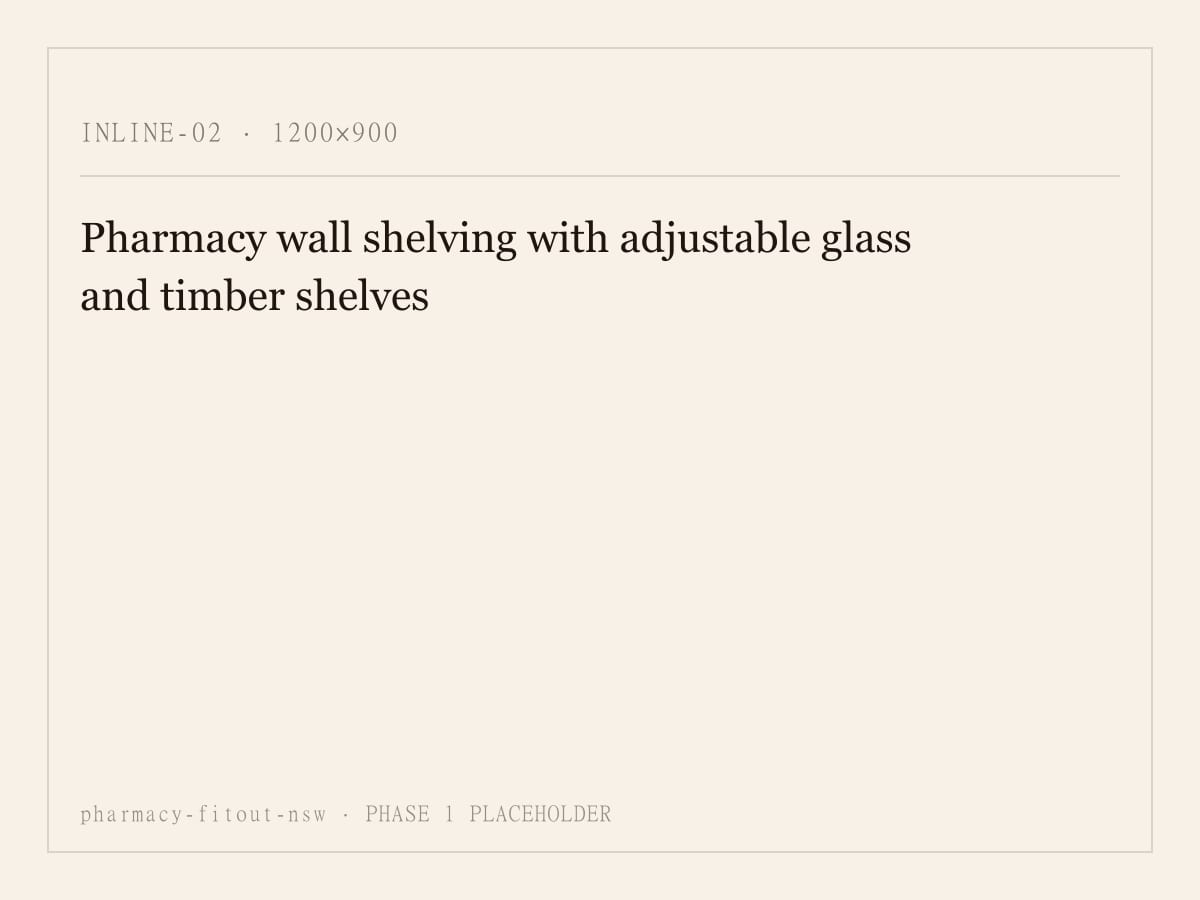 INLINE-02 · 1200×900
Pharmacy wall shelving with adjustable glass
and timber shelves
pharmacy-fitout-nsw · PHASE 1 PLACEHOLDER